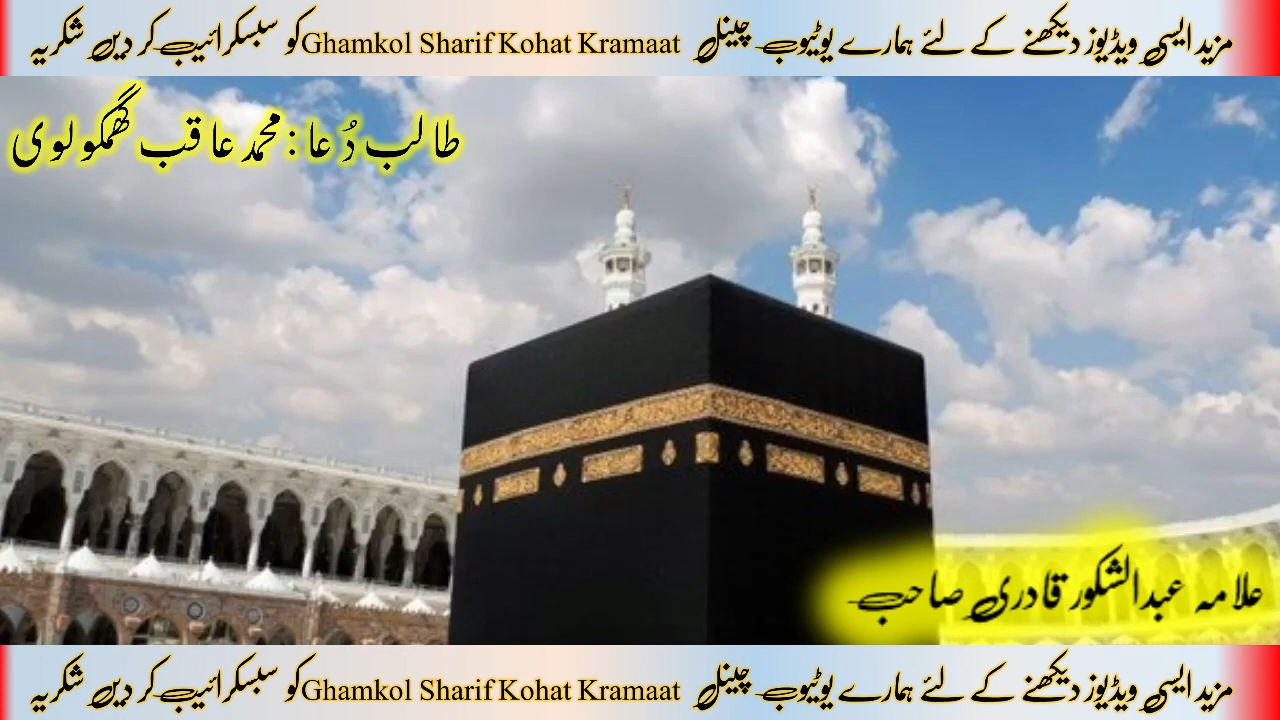 مزید ایسی ویڈیوز دیکھنے کے لئے ہمارے یوٹیوب چینل Ghamkol Sharif Kohat Kramaat کو سبسکرائیب کر دیں شکریہ
طالب دُعا : محمد عاقب گھمکولوی
علامہ عبدالشکور قادری صاحب
مزید ایسی ویڈیوز دیکھنے کے لئے ہمارے یوٹیوب چینل Ghamkol Sharif Kohat Kramaat کو سبسکرائیب کر دیں شکریہ